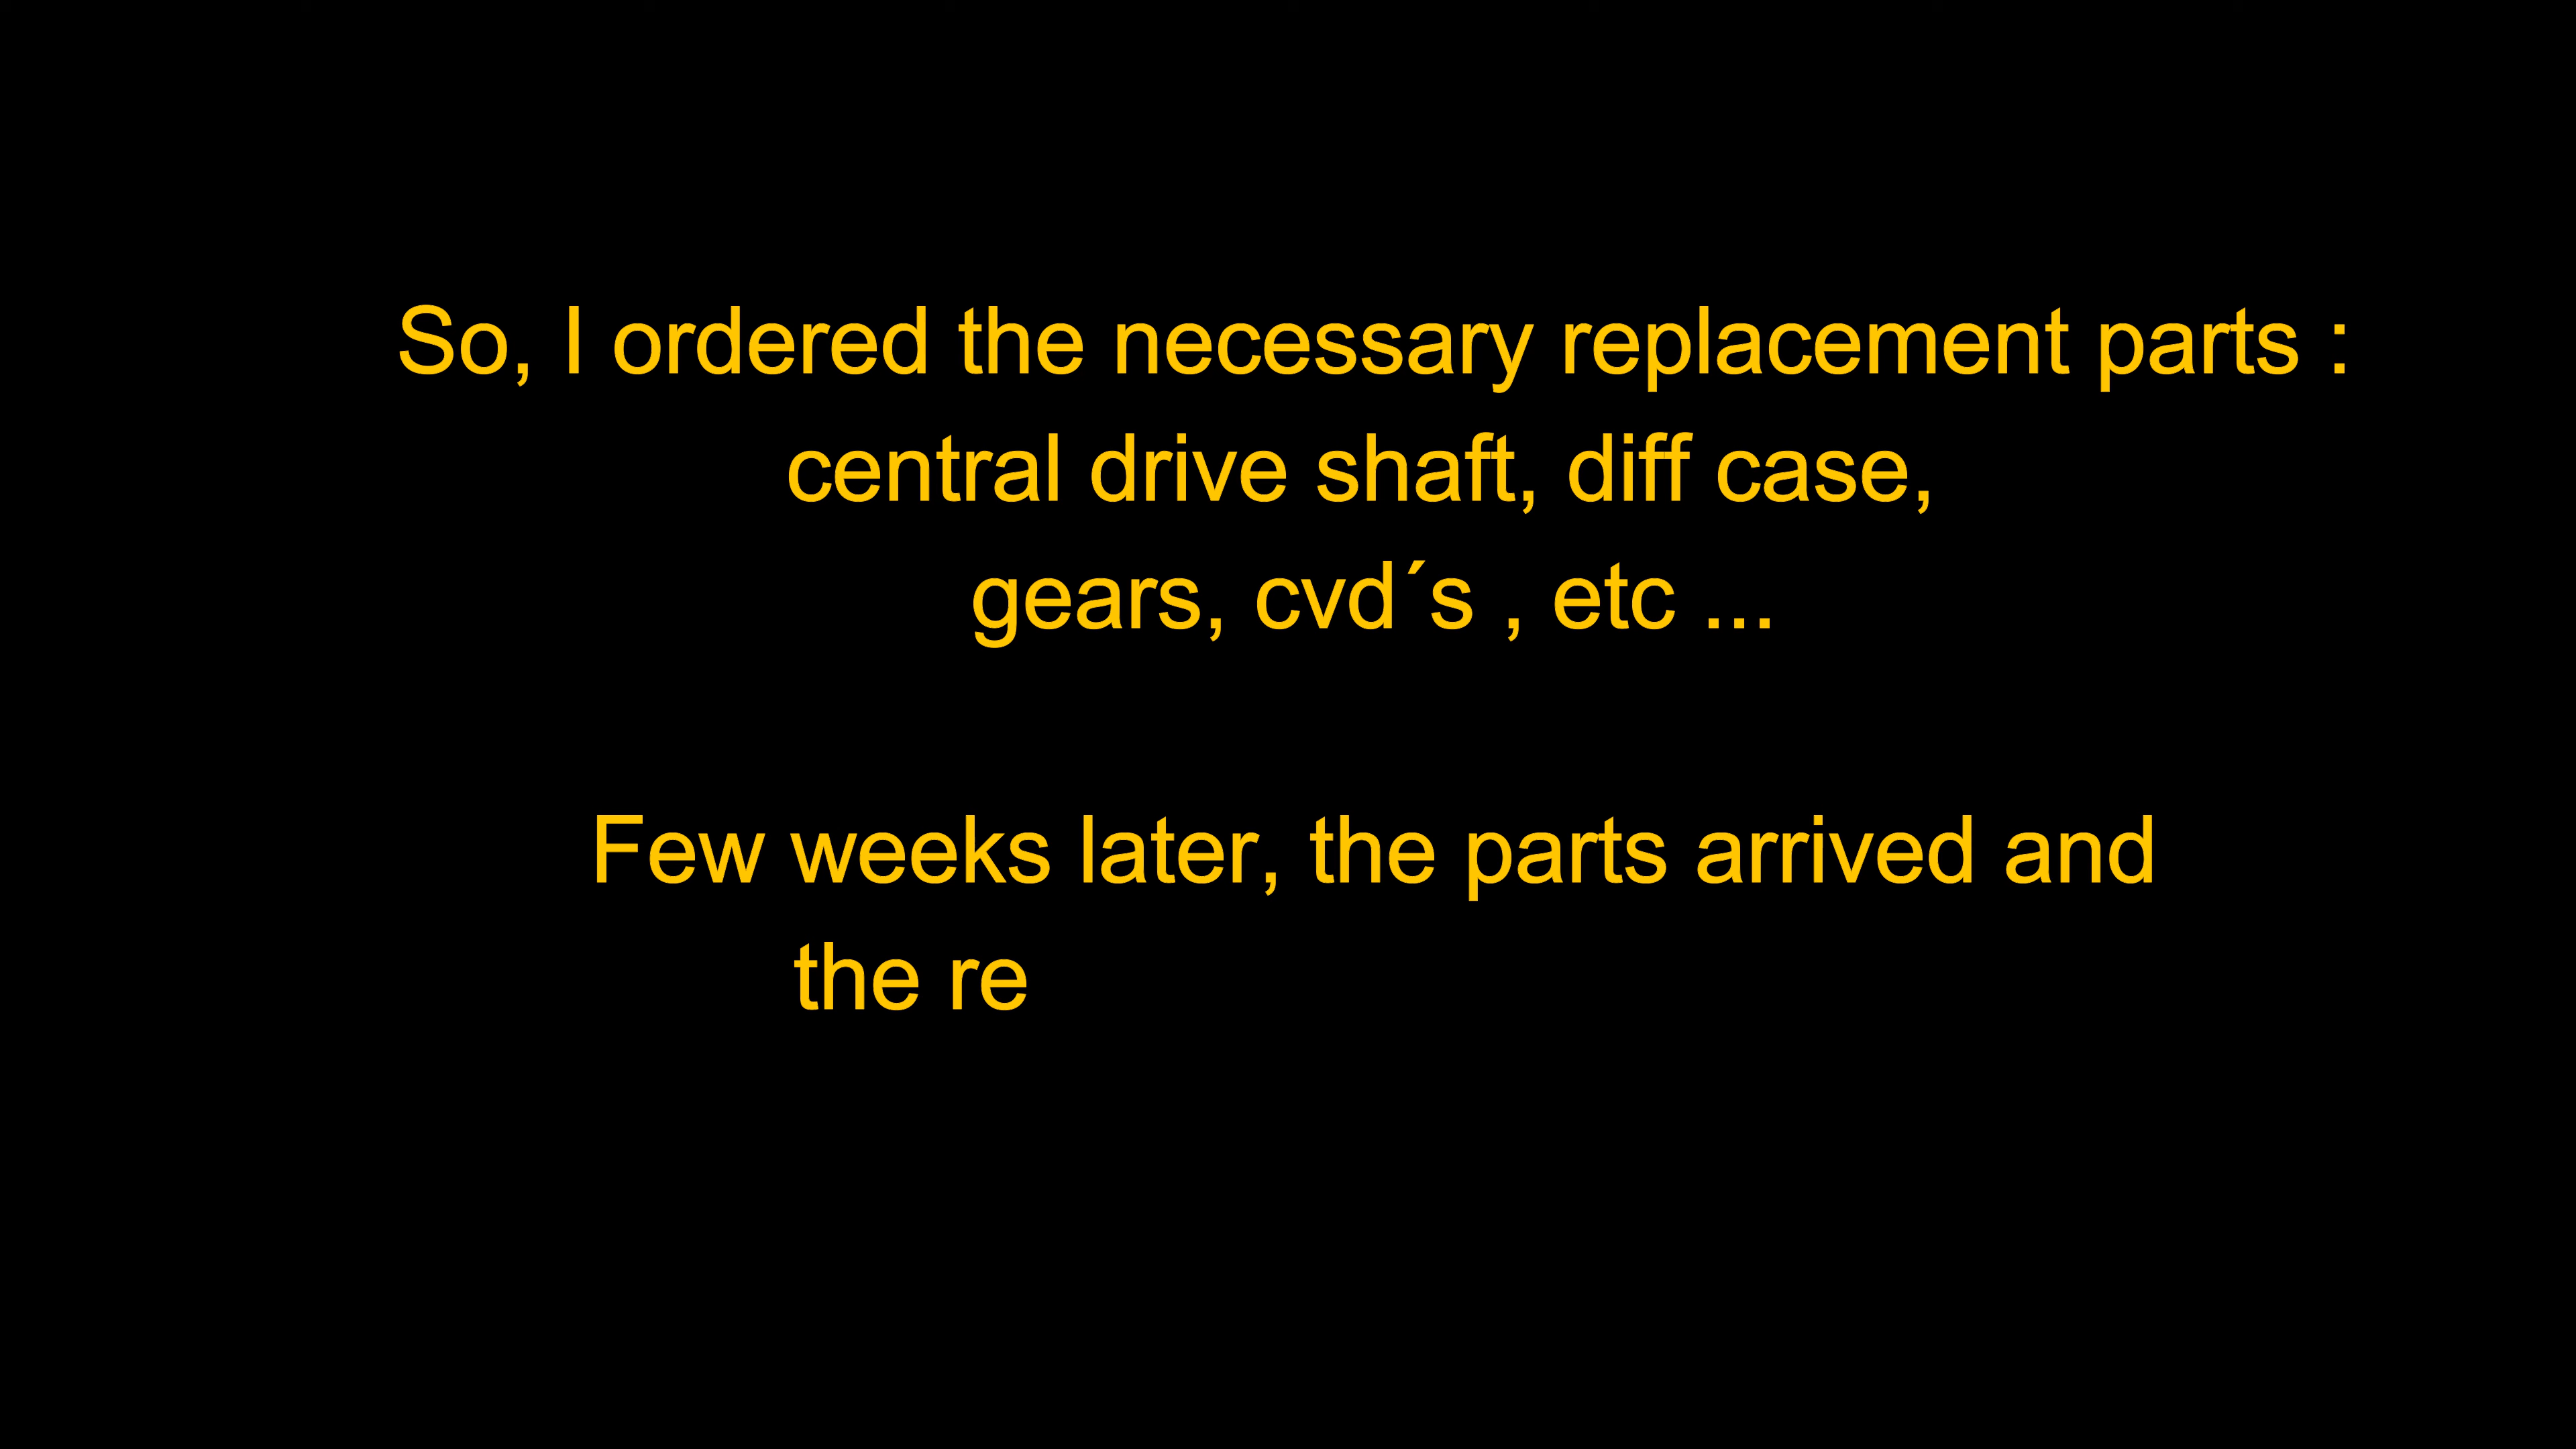 So, I ordered the necessary replacement parts :
central drive shaft, diff case,
gears, cvd´s , etc ...
Few weeks later, the parts arrived and
the re